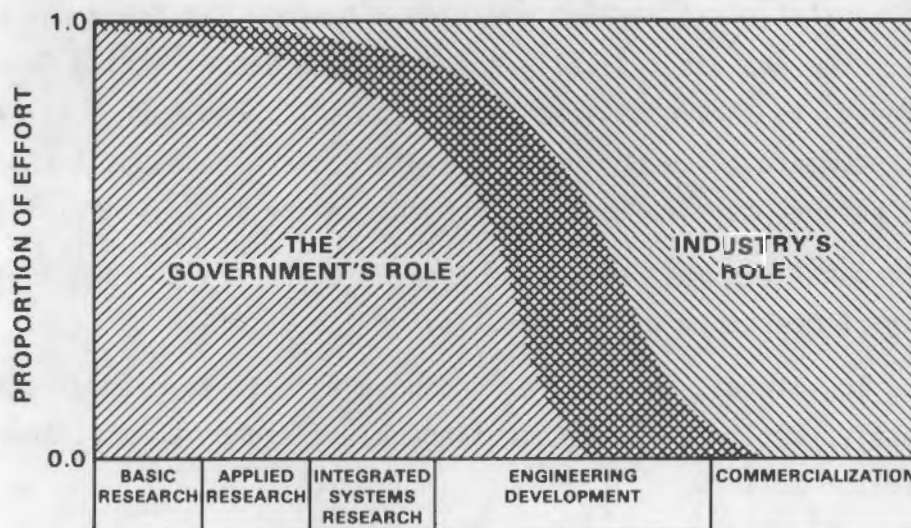 1.0
PROPORTION OF EFFORT
THE
GOVERNMENT'S ROLE
INDUSTRY'S
ROLE
0.0
BASIC
RESEARCH
APPLIED
RESEARCH
INTEGRATED
SYSTEMS
RESEARCH
ENGINEERING
DEVELOPMENT
COMMERCIALIZATION